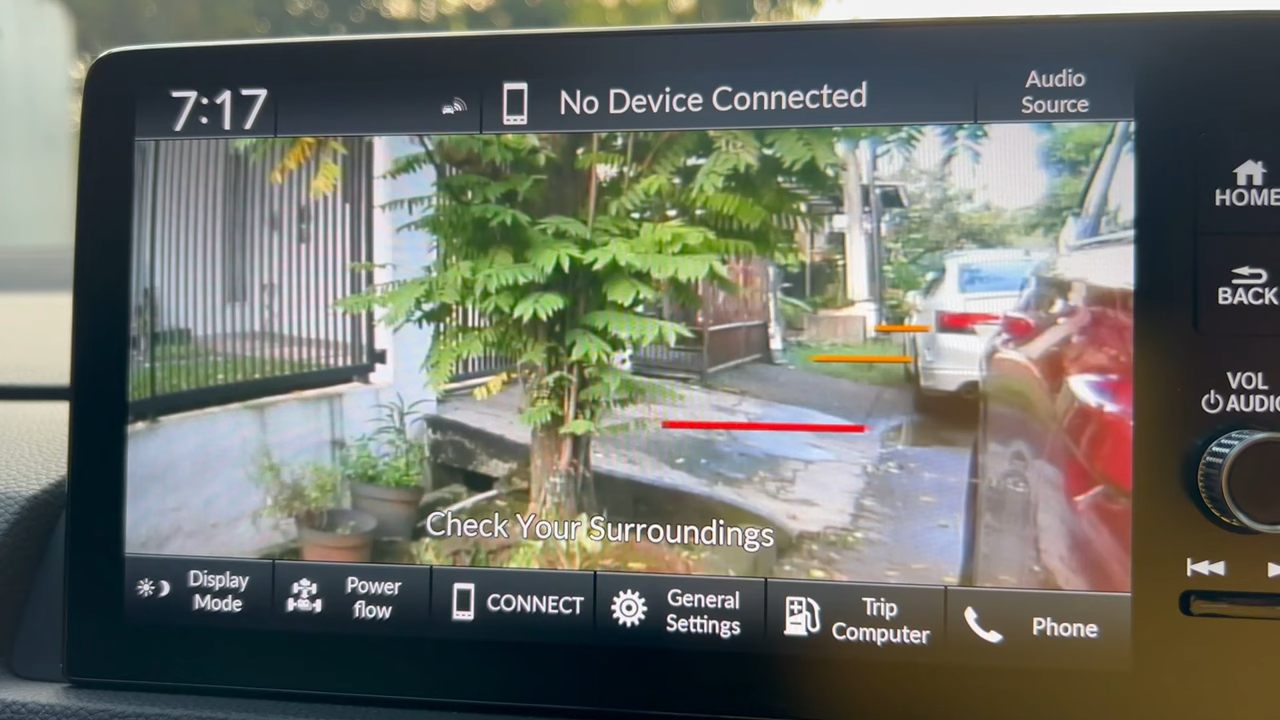 7:17
No Device Connected
Audio
Source
HOME
BACK
VOL
AUDIO
Check Your Surroundings
Display
Mode
Power
flow
CONNECT
General
Settings
Trip
Computer
Phone